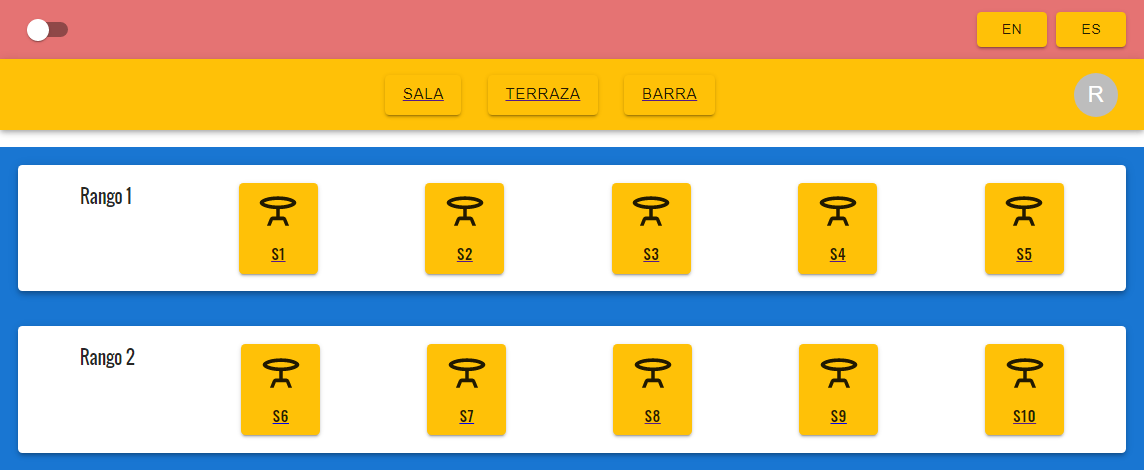 EN ES
SALA TERRAZA BARRA R
Rango 1
S1 S2 S3 S4 S5
Rango 2
S6 S7 S8 S9 S10